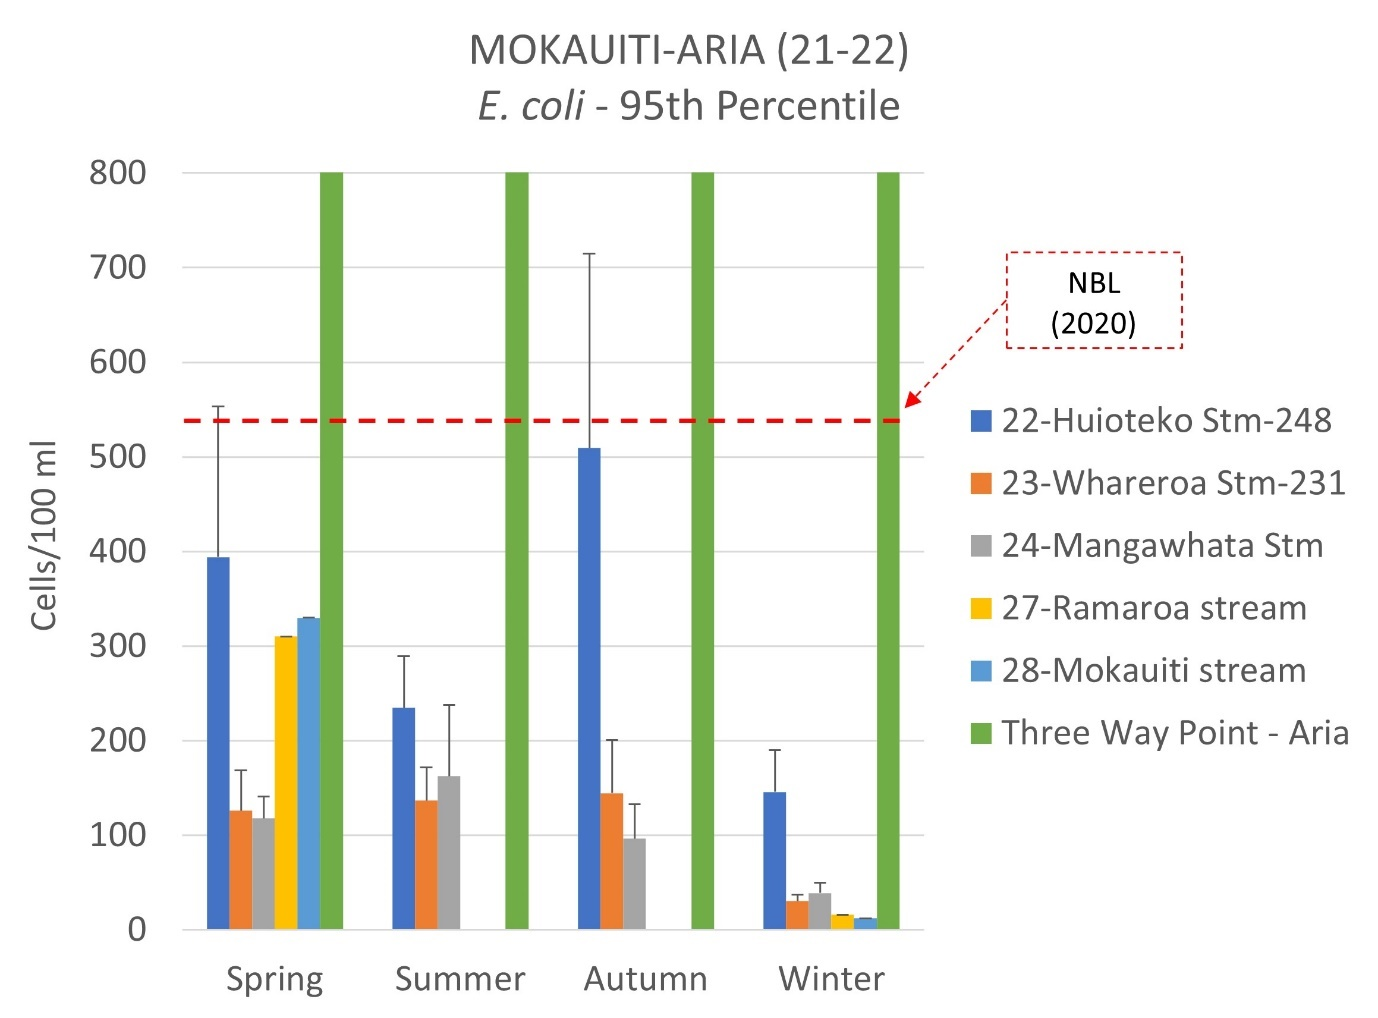 MOKAUITI-ARIA (21-22)
E. coli - 95th Percentile
Cells/100 ml
800
700
600
500
400
300
200
100
0
Spring
Summer
Autumn
Winter
NBL
(2020)
22-Huioteko Stm-248
23-Whareroa Stm-231
24-Mangawhata Stm
27-Ramaroa stream
28-Mokauiti stream
Three Way Point - Aria